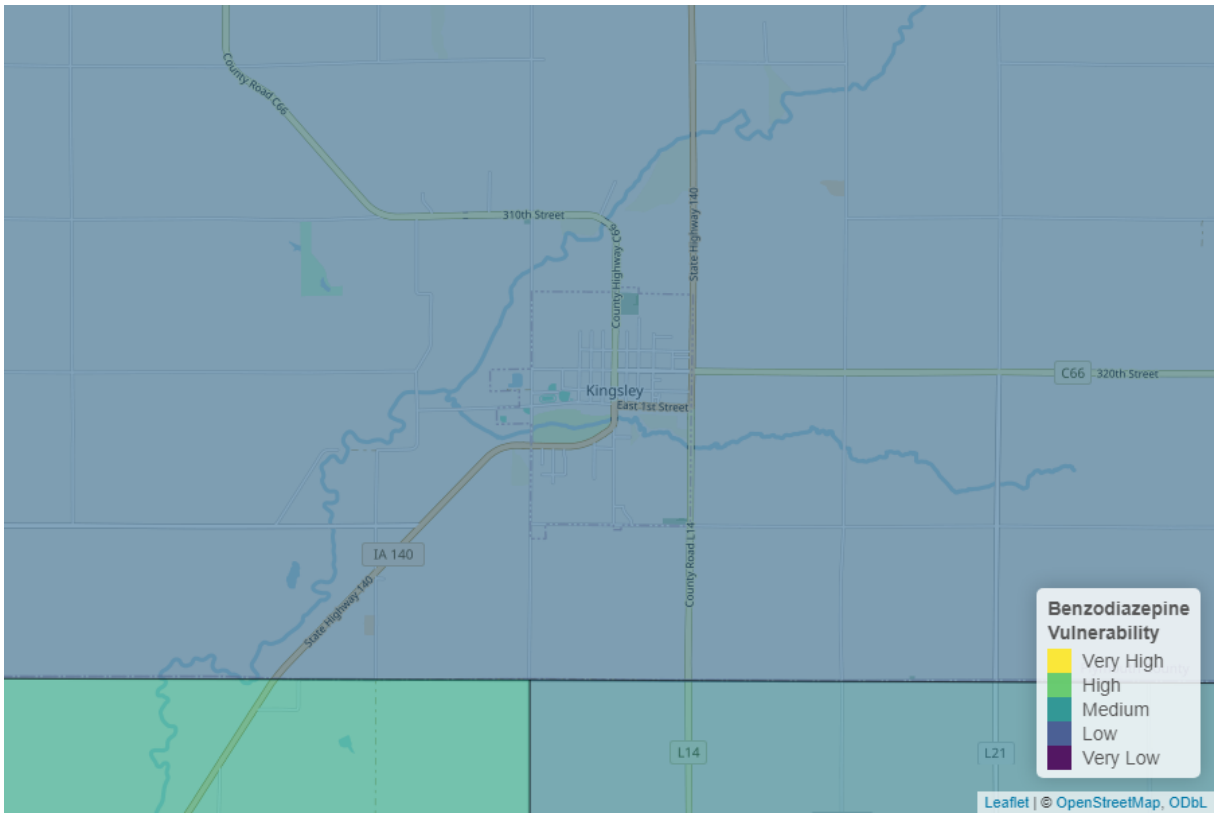 County Road C66
310th Street
County Highway C66
State Highway 140
C66
320th Street
Kingsley
East 1st Street
IA 140
State Highway 140
County Road L14
L14
L21
Benzodiazepine
Vulnerability
Very High
High
Medium
Low
Very Low
Leaflet | © OpenStreetMap, ODbL